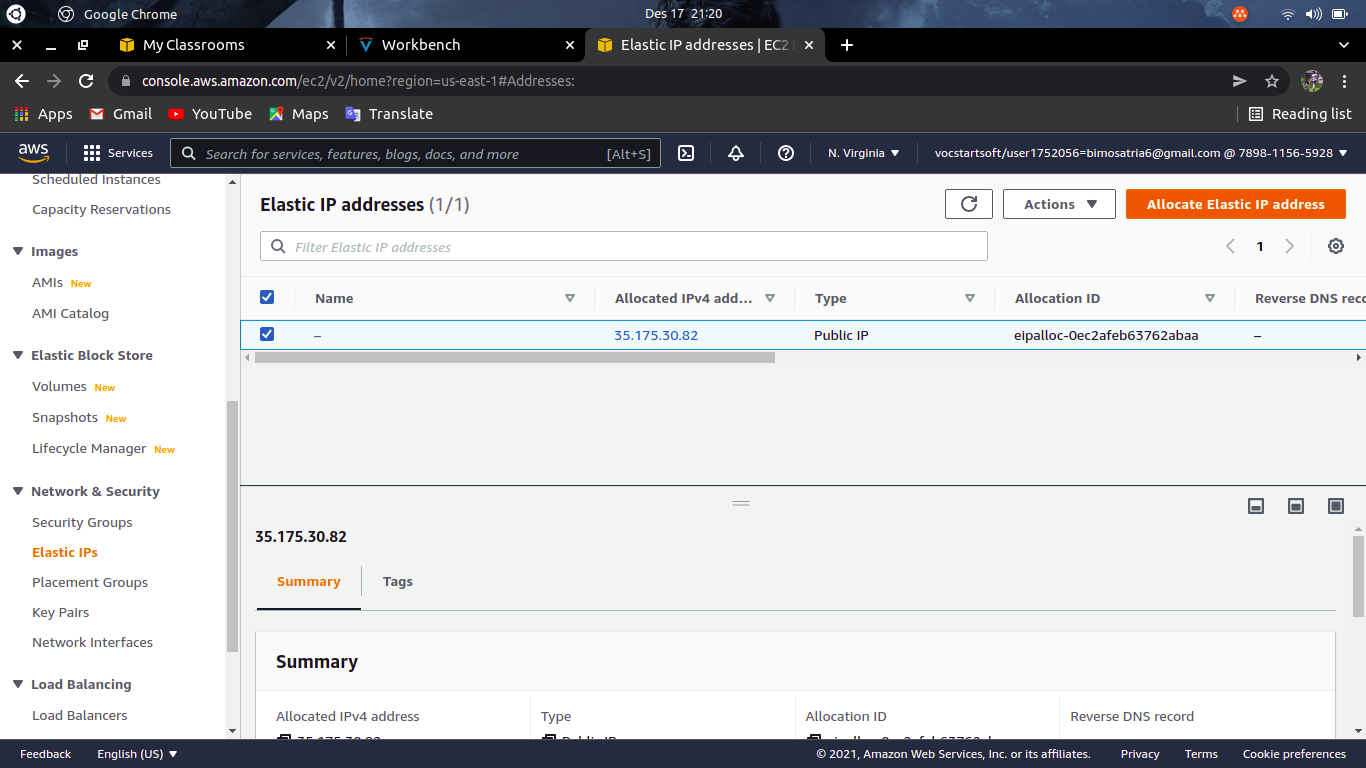 Google Chrome Des 17 21:20
My Classrooms Workbench Elastic IP addresses | EC2
console.aws.amazon.com/ec2/v2/home?region=us-east-1#Addresses:
Apps Gmail YouTube Maps Translate Reading list
aws Services Search for services, features, blogs, docs, and more [Alt+S] N. Virginia vocstartsoft/user1752056=bimosatria6@gmail.com @ 7898-1156-5928
Scheduled Instances
Capacity Reservations
Images
AMIs New
AMI Catalog
Elastic Block Store
Volumes New
Snapshots New
Lifecycle Manager New
Network & Security
Security Groups
Elastic IPs
Placement Groups
Key Pairs
Network Interfaces
Load Balancing
Load Balancers
Elastic IP addresses (1/1) Actions Allocate Elastic IP address
Filter Elastic IP addresses 1
Name Allocated IPv4 add... Type Allocation ID Reverse DNS reco
– 35.175.30.82 Public IP eipalloc-0ec2afeb63762abaa –
35.175.30.82
Summary Tags
Summary
Allocated IPv4 address Type Allocation ID Reverse DNS record
Feedback English (US) © 2021, Amazon Web Services, Inc. or its affiliates. Privacy Terms Cookie preferences